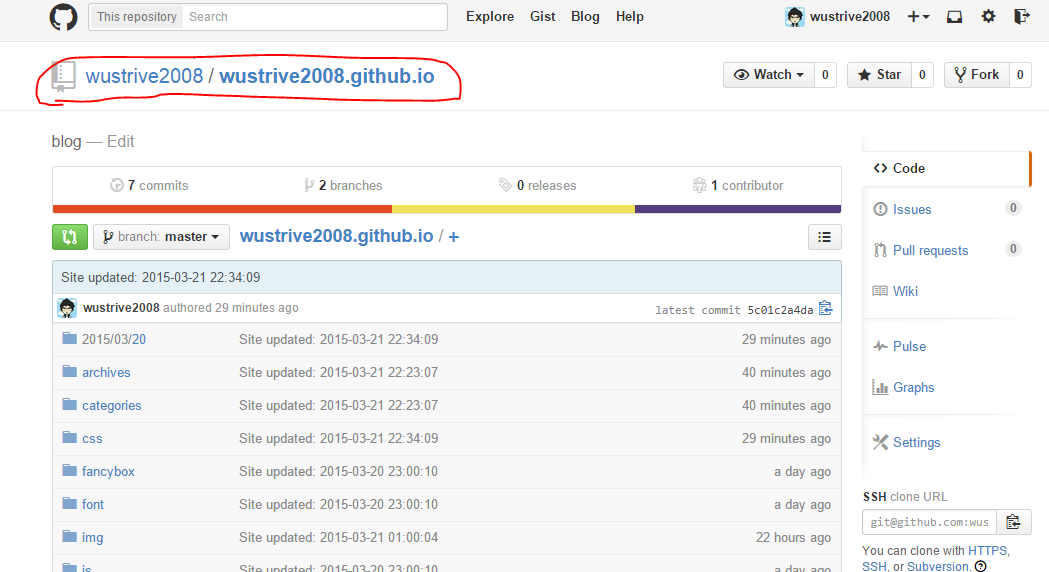 This repository Search Explore Gist Blog Help wustrive2008
wustrive2008 / wustrive2008.github.io
Watch 0 Star 0 Fork 0
blog — Edit
7 commits 2 branches 0 releases 1 contributor
branch: master wustrive2008.github.io / +
Site updated: 2015-03-21 22:34:09
wustrive2008 authored 29 minutes ago latest commit 5c01c2a4da
2015/03/20 Site updated: 2015-03-21 22:34:09 29 minutes ago
archives Site updated: 2015-03-21 22:23:07 40 minutes ago
categories Site updated: 2015-03-21 22:23:07 40 minutes ago
css Site updated: 2015-03-21 22:34:09 29 minutes ago
fancybox Site updated: 2015-03-20 23:00:10 a day ago
font Site updated: 2015-03-20 23:00:10 a day ago
img Site updated: 2015-03-21 01:00:04 22 hours ago
js Site updated: 2015-03-20 23:00:10 a day ago
Code
Issues 0
Pull requests 0
Wiki
Pulse
Graphs
Settings
SSH clone URL
git@github.com:wus
You can clone with HTTPS,
SSH, or Subversion.